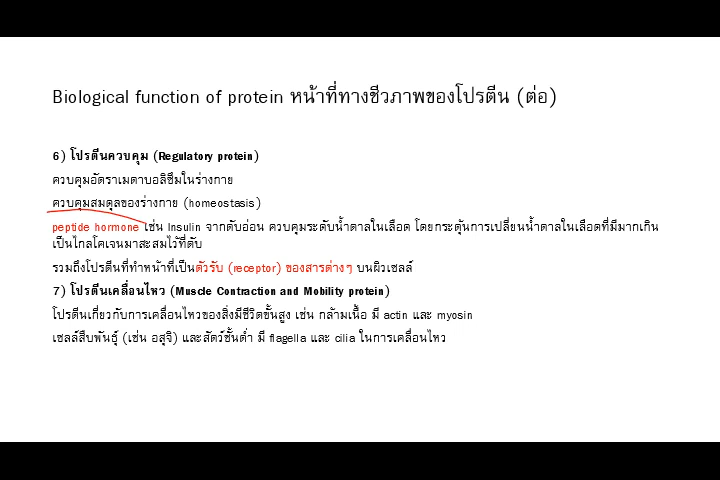 Biological function of protein หน้าที่ทางชีวภาพของโปรตีน (ต่อ)
6) โปรตีนควบคุม (Regulatory protein)
ควบคุมอัตราเมตาบอลิซึมในร่างกาย
ควบคุมสมดุลของร่างกาย (homeostasis)
peptide hormone เช่น Insulin จากตับอ่อน ควบคุมระดับน้ำตาลในเลือด โดยกระตุ้นการเปลี่ยนน้ำตาลในเลือดที่มีมากเกิน
เป็นไกลโคเจนมาสะสมไว้ที่ตับ
รวมถึงโปรตีนที่ทำหน้าที่เป็นตัวรับ (receptor) ของสารต่างๆ บนผิวเซลล์
7) โปรตีนเคลื่อนไหว (Muscle Contraction and Mobility protein)
โปรตีนเกี่ยวกับการเคลื่อนไหวของสิ่งมีชีวิตขั้นสูง เช่น กล้ามเนื้อ มี actin และ myosin
เซลล์สืบพันธุ์ (เช่น อสุจิ) และสัตว์ชั้นต่ำ มี flagella และ cilia ในการเคลื่อนไหว